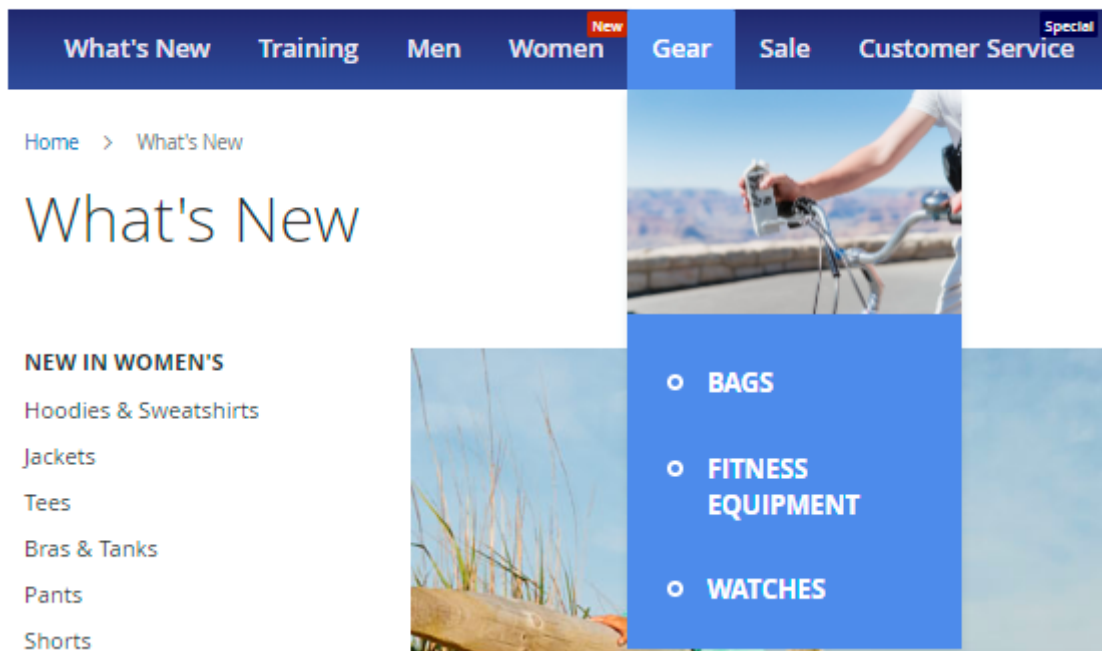 New
Special
What's New
Training
Men
Women
Gear
Sale
Customer Service
Home > What's New
What's New
NEW IN WOMEN'S
Hoodies & Sweatshirts
Jackets
Tees
Bras & Tanks
Pants
Shorts
BAGS
FITNESS
EQUIPMENT
WATCHES